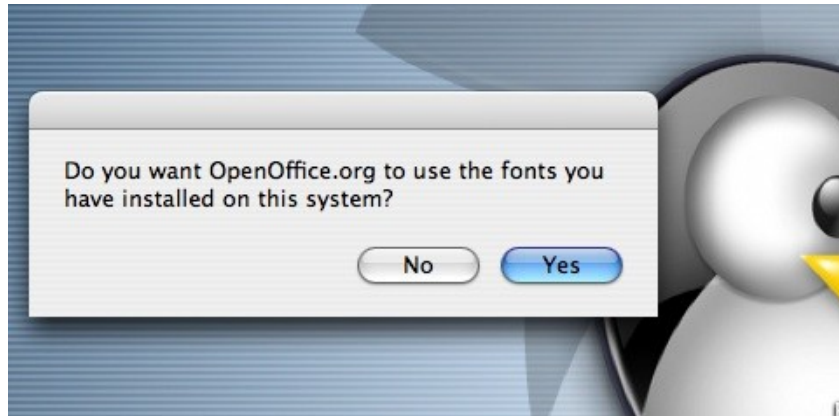 Do you want OpenOffice.org to use the fonts you
have installed on this system?
No Yes